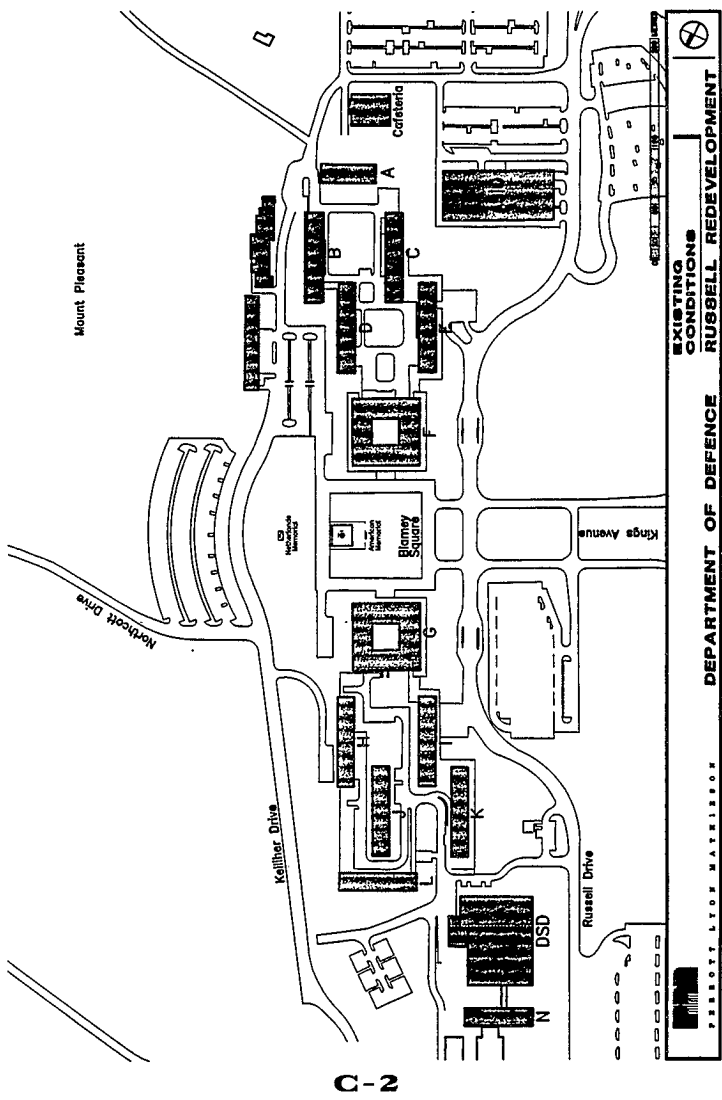 Mount Pleasant
Northcott Drive
Kelliher Drive
Netherlands
Memorial
American
Memorial
Blamey
Square
Cafeteria
A
B
C
D
F
G
H
I
J
K
L
DSD
N
Kings Avenue
Russell Drive
EXISTING
CONDITIONS
PERROTT LYON MATHIESON
DEPARTMENT OF DEFENCE
RUSSELL REDEVELOPMENT
C-2